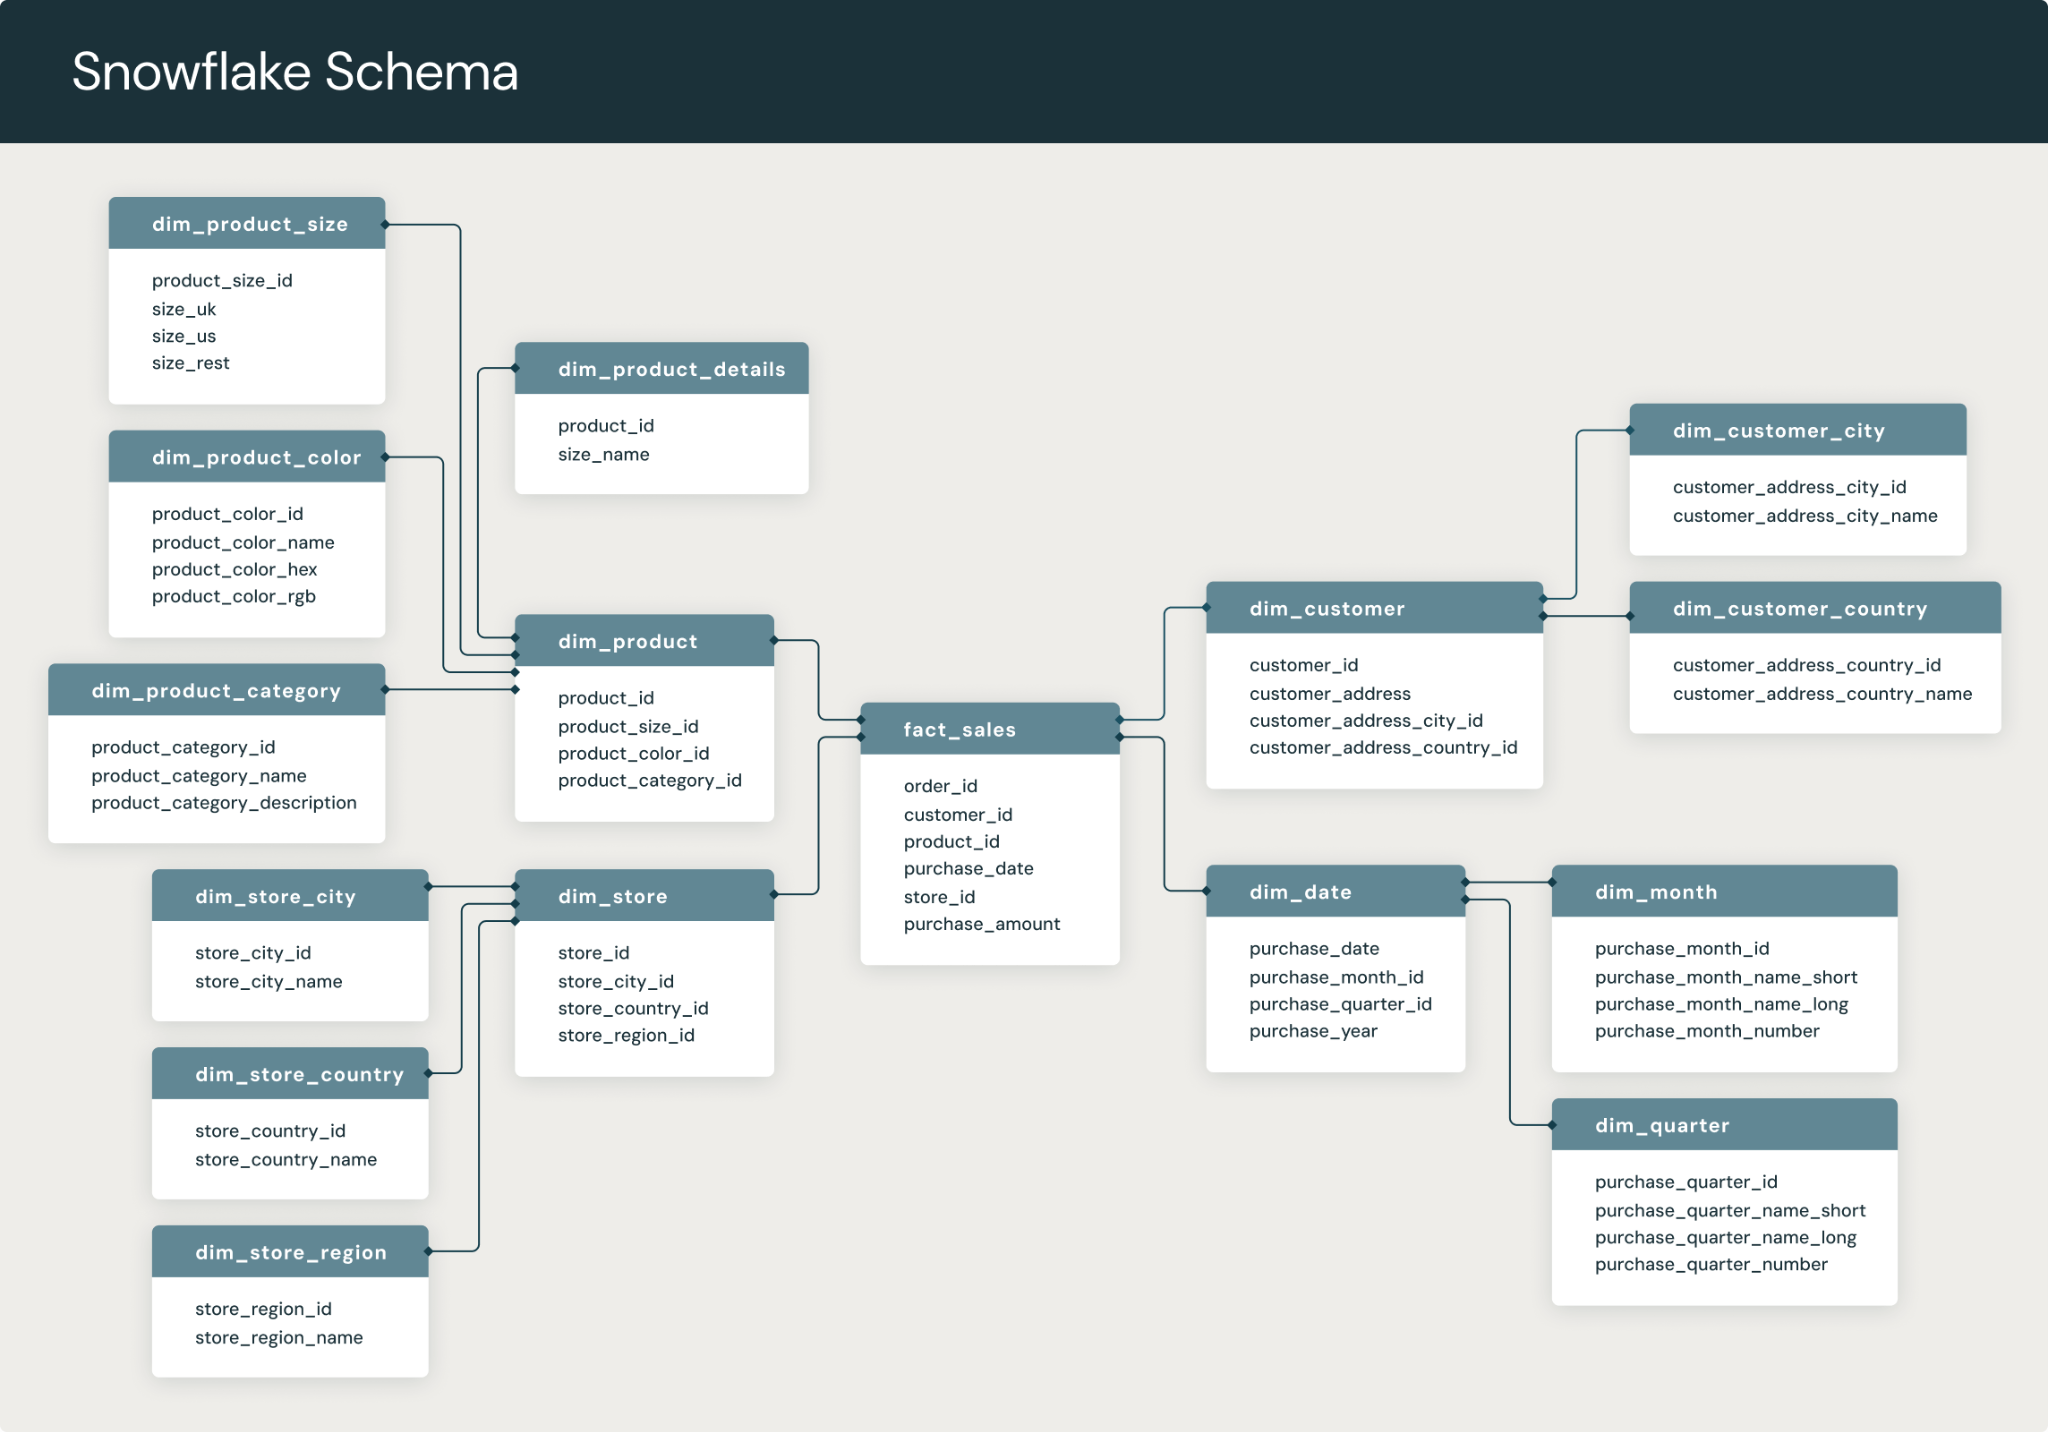 Snowflake Schema
dim_product_size
product_size_id
size_uk
size_us
size_rest
dim_product_details
product_id
size_name
dim_product_color
product_color_id
product_color_name
product_color_hex
product_color_rgb
dim_product
product_id
product_size_id
product_color_id
product_category_id
dim_product_category
product_category_id
product_category_name
product_category_description
dim_store_city
store_city_id
store_city_name
dim_store
store_id
store_city_id
store_country_id
store_region_id
dim_store_country
store_country_id
store_country_name
dim_store_region
store_region_id
store_region_name
fact_sales
order_id
customer_id
product_id
purchase_date
store_id
purchase_amount
dim_customer
customer_id
customer_address
customer_address_city_id
customer_address_country_id
dim_customer_city
customer_address_city_id
customer_address_city_name
dim_customer_country
customer_address_country_id
customer_address_country_name
dim_date
purchase_date
purchase_month_id
purchase_quarter_id
purchase_year
dim_month
purchase_month_id
purchase_month_name_short
purchase_month_name_long
purchase_month_number
dim_quarter
purchase_quarter_id
purchase_quarter_name_short
purchase_quarter_name_long
purchase_quarter_number